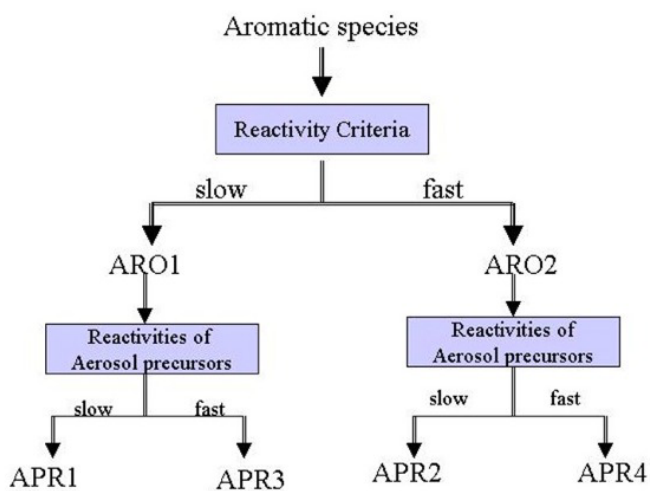 Aromatic species
Reactivity Criteria
slow fast
ARO1 ARO2
Reactivities of
Aerosol precursors
Reactivities of
Aerosol precursors
slow fast
slow fast
APR1 APR3 APR2 APR4